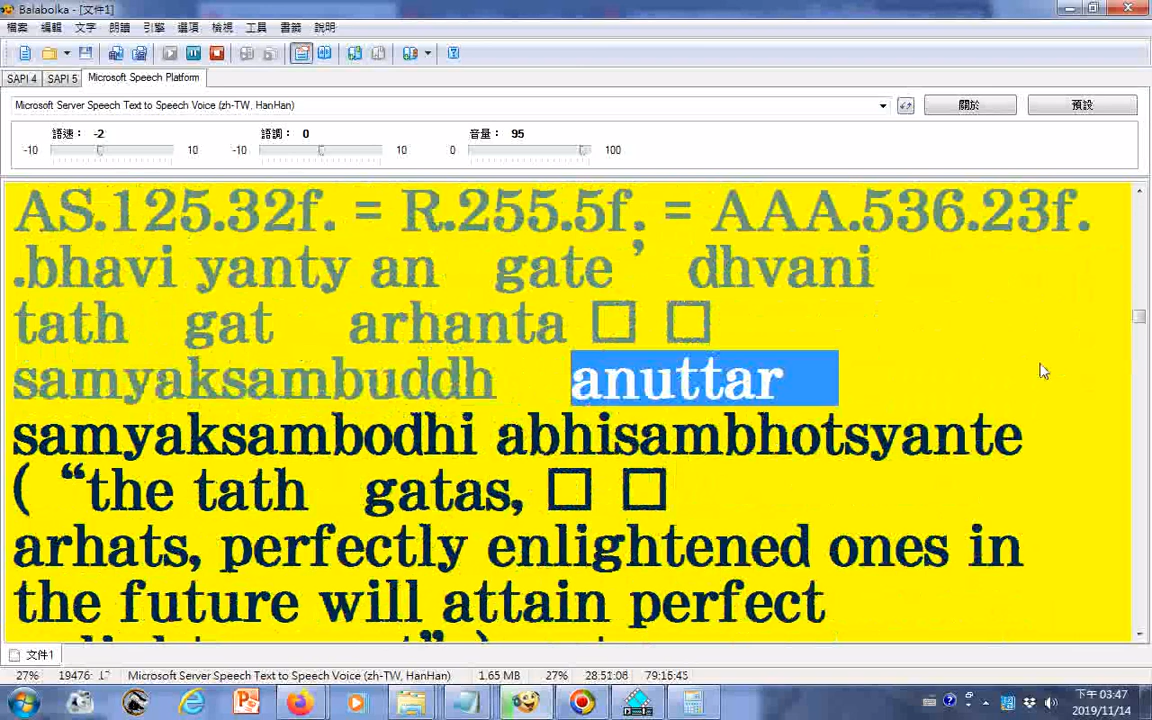 Balabolka - [文件1]
檔案 編輯 文字 朗讀 引擎 選項 檢視 工具 書籤 說明
SAPI 4 SAPI 5 Microsoft Speech Platform
Microsoft Server Speech Text to Speech Voice (zh-TW, HanHan) 關於 預設
語速： -2 語調： 0 音量： 95
-10 10 -10 10 0 100
AS.125.32f. = R.255.5f. = AAA.536.23f.
.bhavi yanty an gate ’ dhvani
tath gat arhanta □ □
samyaksambuddh anuttar
samyaksambodhi abhisambhotsyante
( “the tath gatas, □ □
arhats, perfectly enlightened ones in
the future will attain perfect
文件1
27% Microsoft Server Speech Text to Speech Voice (zh-TW, HanHan) 1.65 MB 27% 28:51:06 79:15:45
下午 03:47
2019/11/14